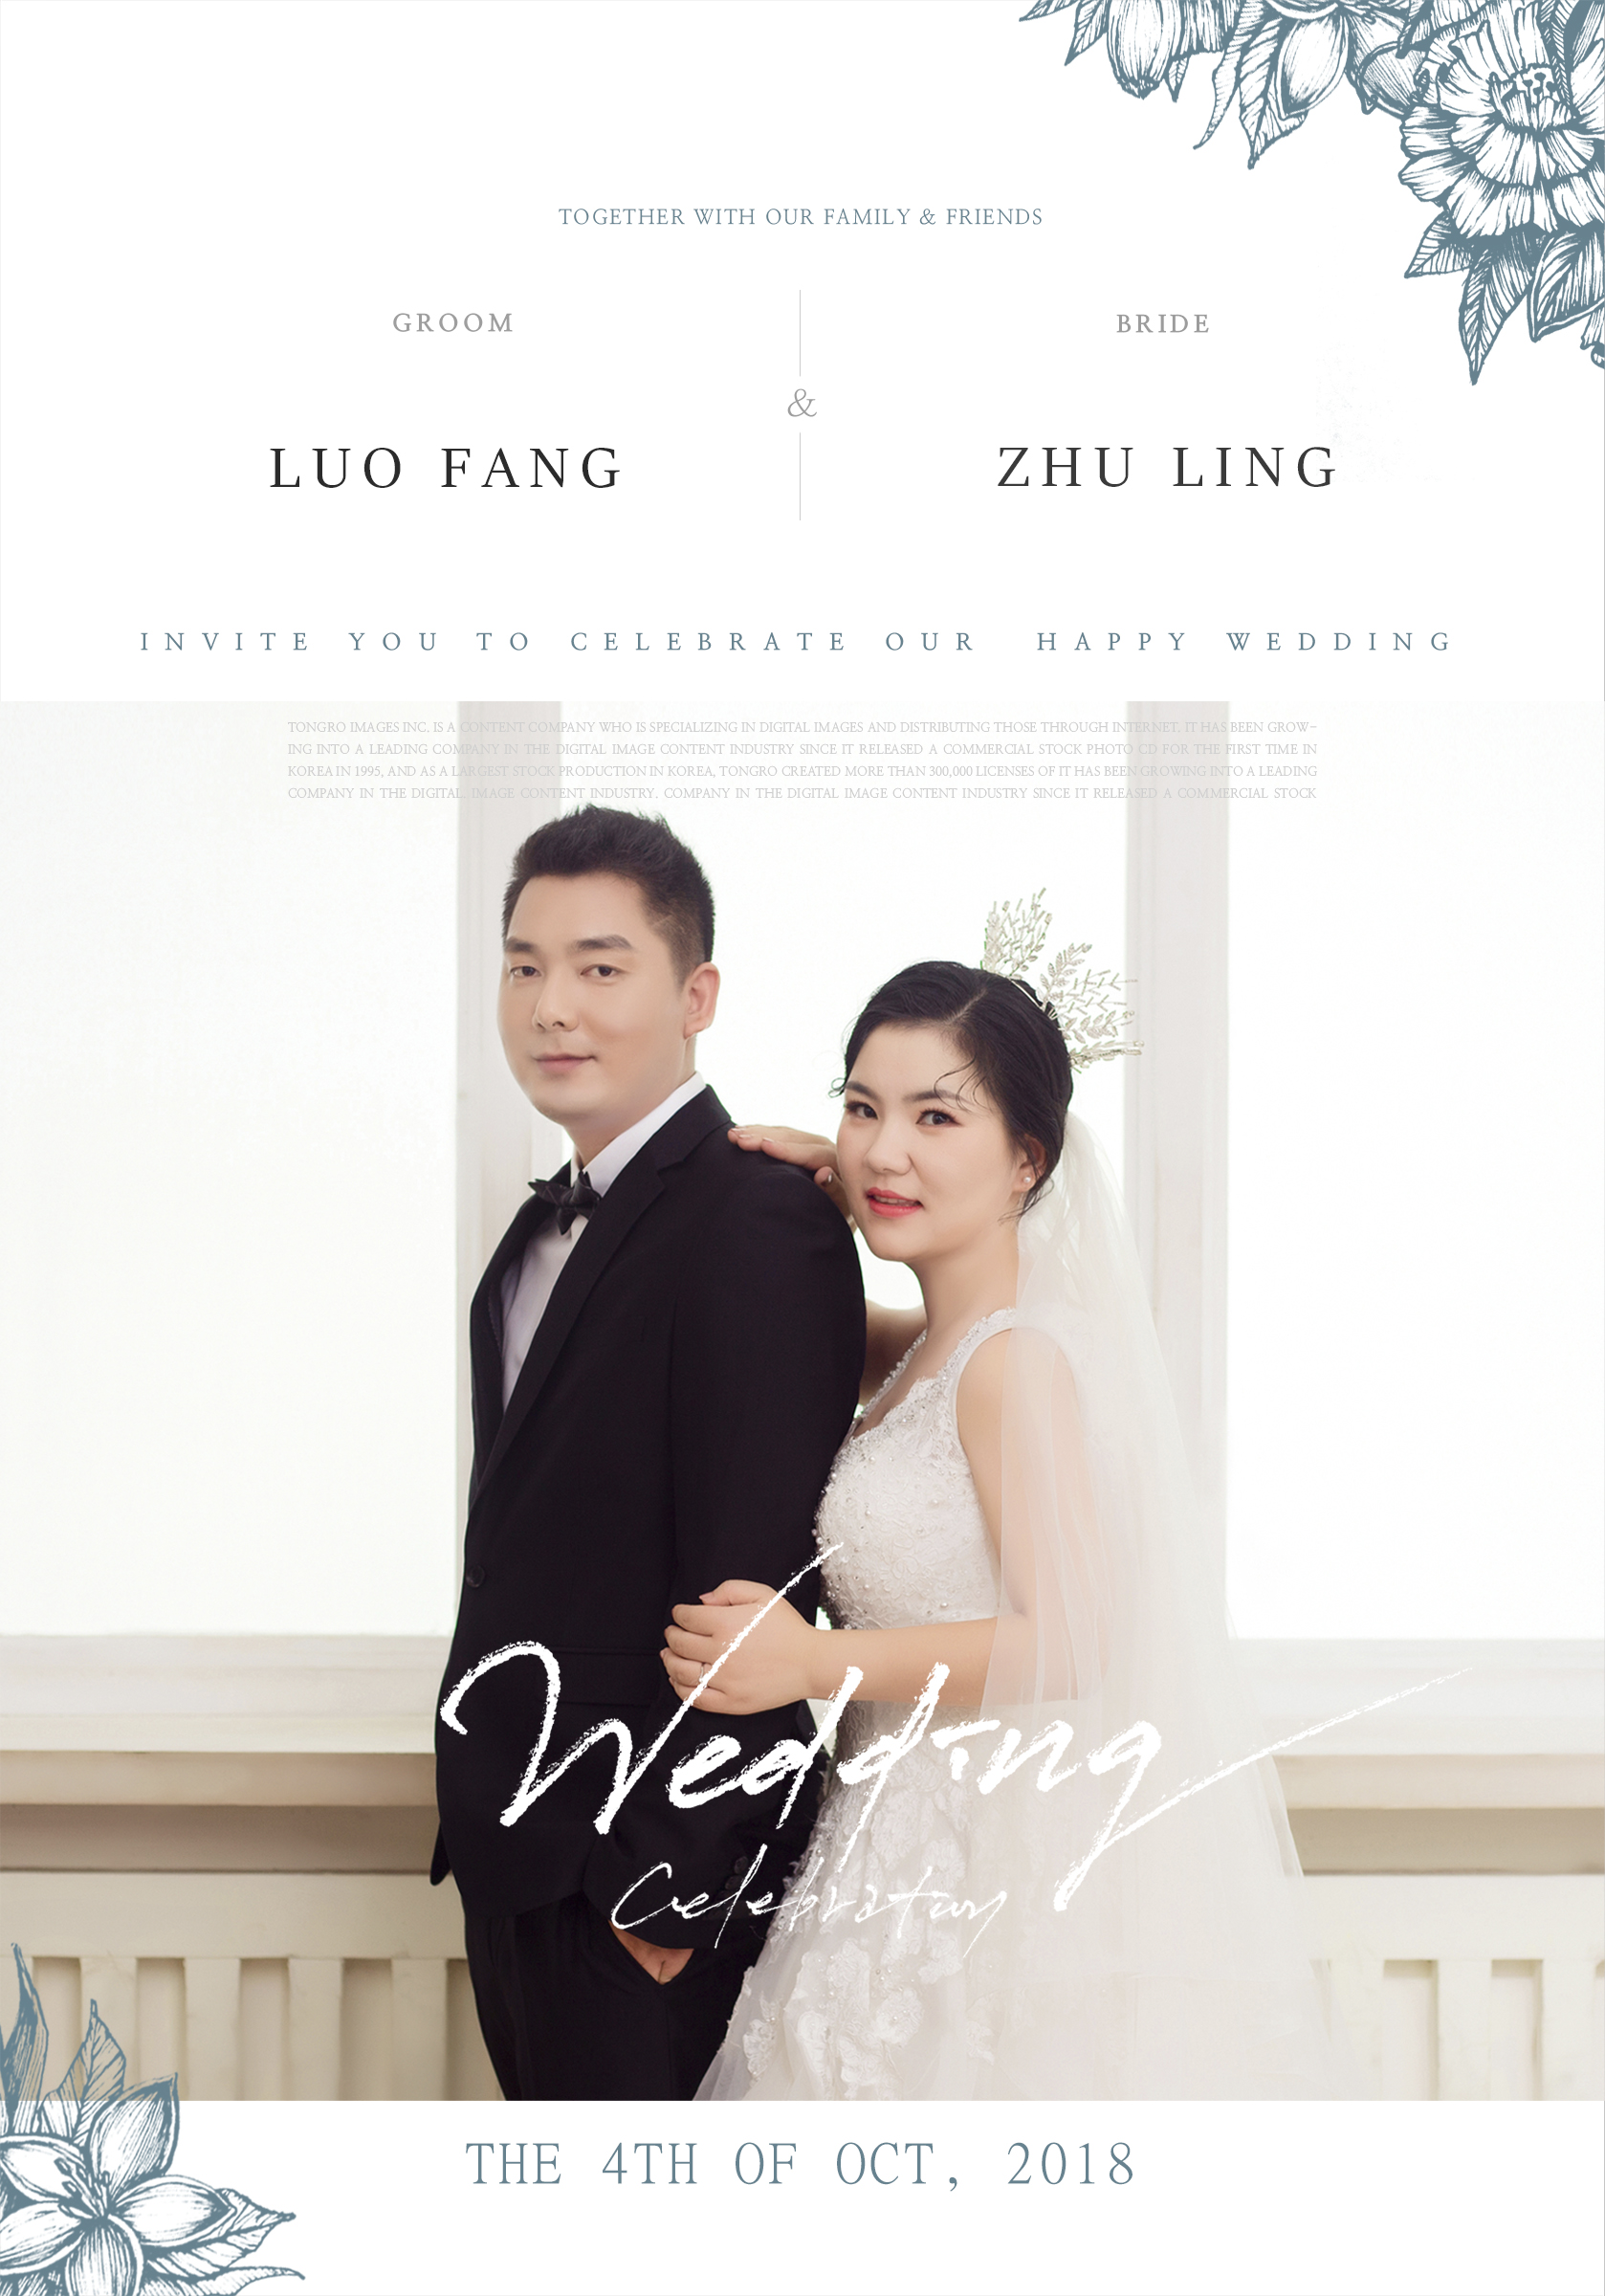 TOGETHER WITH OUR FAMILY & FRIENDS
GROOM
BRIDE
&
LUO FANG
ZHU LING
INVITE YOU TO CELEBRATE OUR HAPPY WEDDING
TONGRO IMAGES INC. IS A CONTENT COMPANY WHO IS SPECIALIZING IN DIGITAL IMAGES AND DISTRIBUTING THOSE THROUGH INTERNET. IT HAS BEEN GROW-
ING INTO A LEADING COMPANY IN THE DIGITAL IMAGE CONTENT INDUSTRY SINCE IT RELEASED A COMMERCIAL STOCK PHOTO CD FOR THE FIRST TIME IN
KOREA IN 1995, AND AS A LARGEST STOCK PRODUCTION IN KOREA, TONGRO CREATED MORE THAN 300,000 LICENSES OF IT HAS BEEN GROWING INTO A LEADING
COMPANY IN THE DIGITAL IMAGE CONTENT INDUSTRY. COMPANY IN THE DIGITAL IMAGE CONTENT INDUSTRY SINCE IT RELEASED A COMMERCIAL STOCK
Wedding
Celebration
THE 4TH OF OCT, 2018